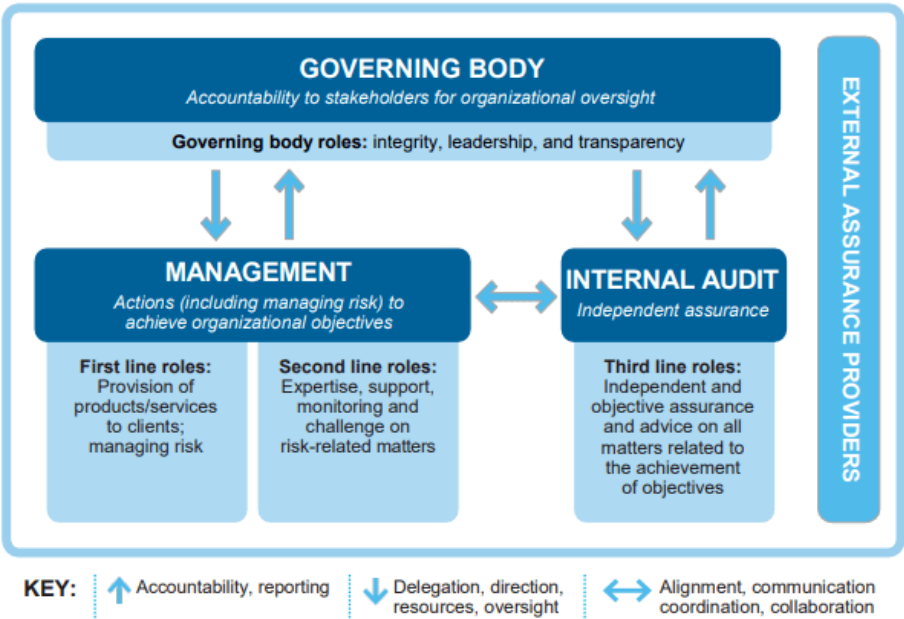 GOVERNING BODY
Accountability to stakeholders for organizational oversight
Governing body roles: integrity, leadership, and transparency
MANAGEMENT
Actions (including managing risk) to
achieve organizational objectives
First line roles:
Provision of
products/services
to clients;
managing risk
Second line roles:
Expertise, support,
monitoring and
challenge on
risk-related matters
INTERNAL AUDIT
Independent assurance
Third line roles:
Independent and
objective assurance
and advice on all
matters related to
the achievement
of objectives
EXTERNAL ASSURANCE PROVIDERS
KEY:
Accountability, reporting
Delegation, direction,
resources, oversight
Alignment, communication
coordination, collaboration